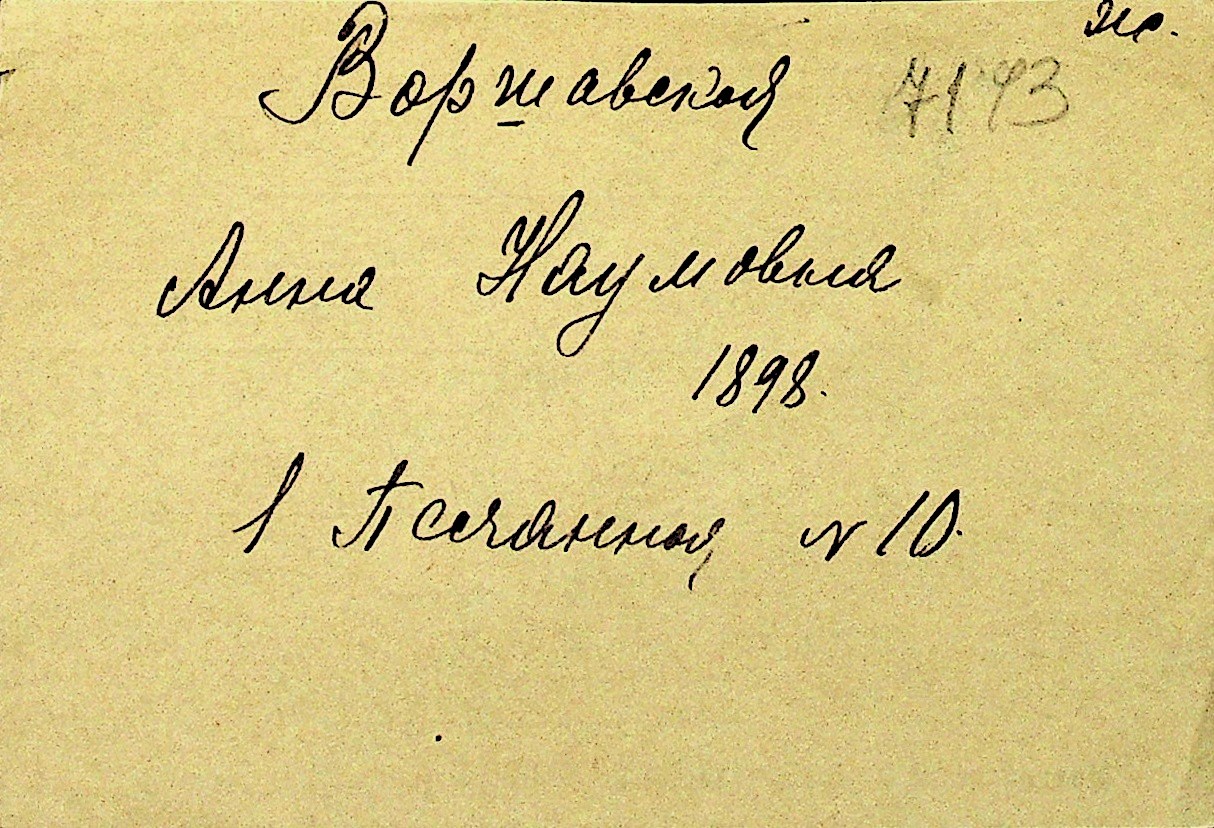 ж.
Воршавская 7193
Анна Наумовна
1898.
1 Песчанная № 10.